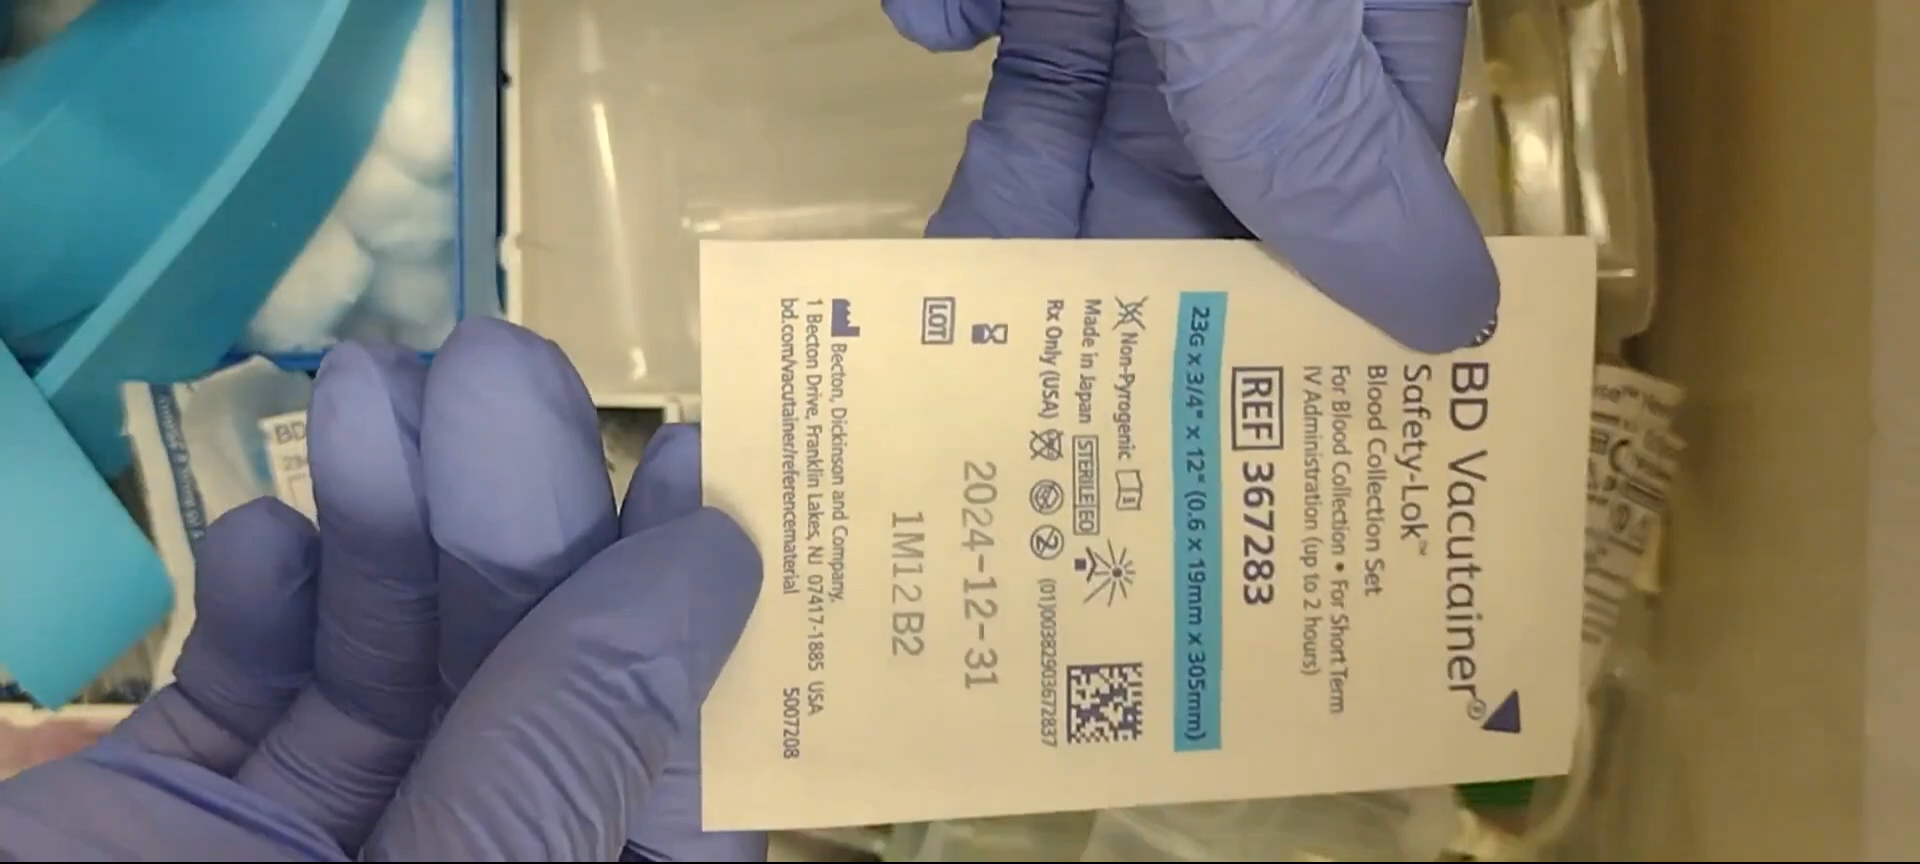 BD Vacutainer®
Safety-Lok™
Blood Collection Set
For Blood Collection • For Short Term
IV Administration (up to 2 hours)
REF 367283
23G x 3/4" x 12" (0.6 x 19mm x 305mm)
Non-Pyrogenic
Made in Japan STERILE EO
Rx Only (USA) 2 (01)00382903672837
2024-12-31
LOT 1M12B2
Becton, Dickinson and Company,
1 Becton Drive, Franklin Lakes, NJ 07417-1885 USA
bd.com/vacutainer/referencematerial 5007208
BD